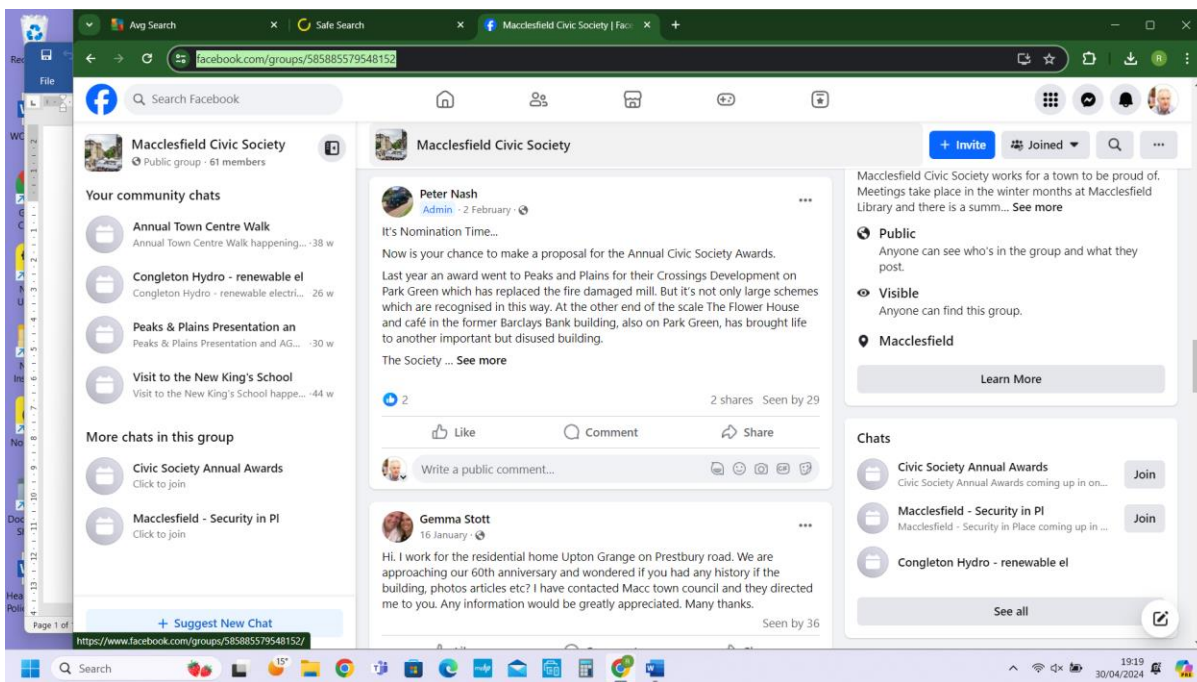 Avg Search
Safe Search
Macclesfield Civic Society | Fac
facebook.com/groups/585885579548152
R
File
Search Facebook
Macclesfield Civic Society
Public group · 61 members
Your community chats
Annual Town Centre Walk
Annual Town Centre Walk happening... ·38 w
Congleton Hydro - renewable el
Congleton Hydro - renewable electri... 26 w
Peaks & Plains Presentation an
Peaks & Plains Presentation and AG... ·30 w
Visit to the New King's School
Visit to the New King's School happe... ·44 w
More chats in this group
Civic Society Annual Awards
Click to join
Macclesfield - Security in Pl
Click to join
+ Suggest New Chat
https://www.facebook.com/groups/585885579548152/
Macclesfield Civic Society
+ Invite
Joined
Peter Nash
Admin · 2 February ·
It's Nomination Time...
Now is your chance to make a proposal for the Annual Civic Society Awards.
Last year an award went to Peaks and Plains for their Crossings Development on
Park Green which has replaced the fire damaged mill. But it's not only large schemes
which are recognised in this way. At the other end of the scale The Flower House
and café in the former Barclays Bank building, also on Park Green, has brought life
to another important but disused building.
The Society ... See more
2
2 shares Seen by 29
Like Comment Share
Write a public comment...
Gemma Stott
16 January ·
Hi. I work for the residential home Upton Grange on Prestbury road. We are
approaching our 60th anniversary and wondered if you had any history if the
building, photos articles etc? I have contacted Macc town council and they directed
me to you. Any information would be greatly appreciated. Many thanks.
Seen by 36
Macclesfield Civic Society works for a town to be proud of.
Meetings take place in the winter months at Macclesfield
Library and there is a summ... See more
Public
Anyone can see who's in the group and what they
post.
Visible
Anyone can find this group.
Macclesfield
Learn More
Chats
Civic Society Annual Awards
Civic Society Annual Awards coming up in on...
Join
Macclesfield - Security in Pl
Macclesfield - Security in Place coming up in ...
Join
Congleton Hydro - renewable el
See all
Page 1 of
Search
15°
19:19
30/04/2024